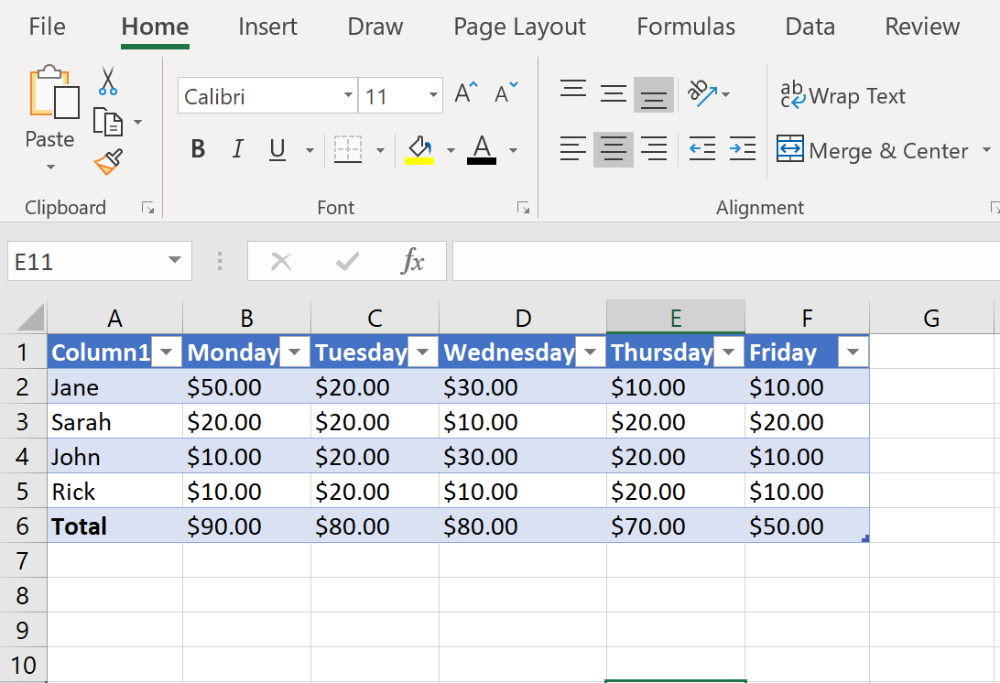 File Home Insert Draw Page Layout Formulas Data Review
Calibri 11 A A ab ab c Wrap Text
Paste B I U A Merge & Center
Clipboard Font Alignment
E11 fx
A B C D E F G
1 Column1 Monday Tuesday Wednesday Thursday Friday
2 Jane $50.00 $20.00 $30.00 $10.00 $10.00
3 Sarah $20.00 $20.00 $10.00 $20.00 $20.00
4 John $10.00 $20.00 $30.00 $20.00 $10.00
5 Rick $10.00 $20.00 $10.00 $20.00 $10.00
6 Total $90.00 $80.00 $80.00 $70.00 $50.00
7
8
9
10